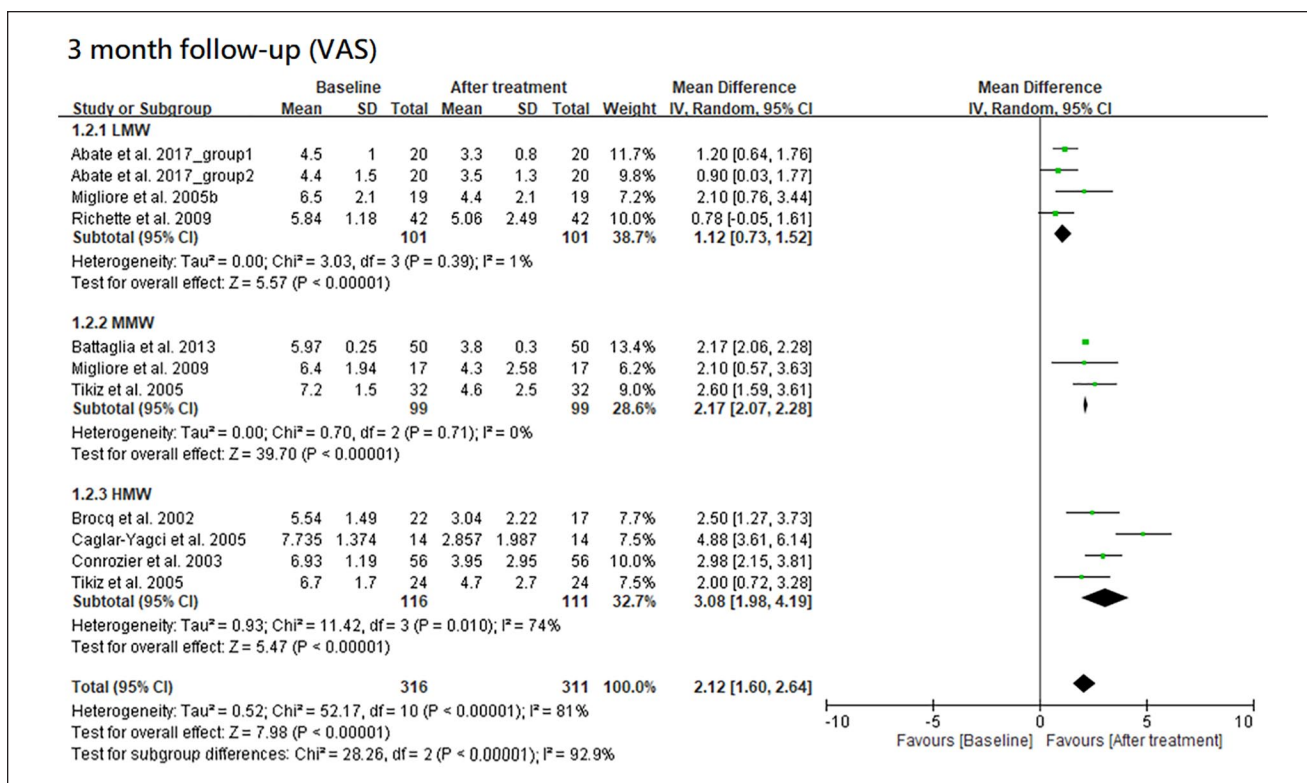 3 month follow-up (VAS)
Baseline After treatment Mean Difference Mean Difference
Study or Subgroup Mean SD Total Mean SD Total Weight IV, Random, 95% CI IV, Random, 95% CI
1.2.1 LMW
Abate et al. 2017_group1 4.5 1 20 3.3 0.8 20 11.7% 1.20 [0.64, 1.76]
Abate et al. 2017_group2 4.4 1.5 20 3.5 1.3 20 9.8% 0.90 [0.03, 1.77]
Migliore et al. 2005b 6.5 2.1 19 4.4 2.1 19 7.2% 2.10 [0.76, 3.44]
Richette et al. 2009 5.84 1.18 42 5.06 2.49 42 10.0% 0.78 [-0.05, 1.61]
Subtotal (95% CI) 101 101 38.7% 1.12 [0.73, 1.52]
Heterogeneity: Tau² = 0.00; Chi² = 3.03, df = 3 (P = 0.39); I² = 1%
Test for overall effect: Z = 5.57 (P < 0.00001)
1.2.2 MMW
Battaglia et al. 2013 5.97 0.25 50 3.8 0.3 50 13.4% 2.17 [2.06, 2.28]
Migliore et al. 2009 6.4 1.94 17 4.3 2.58 17 6.2% 2.10 [0.57, 3.63]
Tikiz et al. 2005 7.2 1.5 32 4.6 2.5 32 9.0% 2.60 [1.59, 3.61]
Subtotal (95% CI) 99 99 28.6% 2.17 [2.07, 2.28]
Heterogeneity: Tau² = 0.00; Chi² = 0.70, df = 2 (P = 0.71); I² = 0%
Test for overall effect: Z = 39.70 (P < 0.00001)
1.2.3 HMW
Brocq et al. 2002 5.54 1.49 22 3.04 2.22 17 7.7% 2.50 [1.27, 3.73]
Caglar-Yagci et al. 2005 7.735 1.374 14 2.857 1.987 14 7.5% 4.88 [3.61, 6.14]
Conrozier et al. 2003 6.93 1.19 56 3.95 2.95 56 10.0% 2.98 [2.15, 3.81]
Tikiz et al. 2005 6.7 1.7 24 4.7 2.7 24 7.5% 2.00 [0.72, 3.28]
Subtotal (95% CI) 116 111 32.7% 3.08 [1.98, 4.19]
Heterogeneity: Tau² = 0.93; Chi² = 11.42, df = 3 (P = 0.010); I² = 74%
Test for overall effect: Z = 5.47 (P < 0.00001)
Total (95% CI) 316 311 100.0% 2.12 [1.60, 2.64]
Heterogeneity: Tau² = 0.52; Chi² = 52.17, df = 10 (P < 0.00001); I² = 81%
Test for overall effect: Z = 7.98 (P < 0.00001)
Test for subgroup differences: Chi² = 28.26, df = 2 (P < 0.00001), I² = 92.9%
-10 -5 0 5 10
Favours [Baseline] Favours [After treatment]